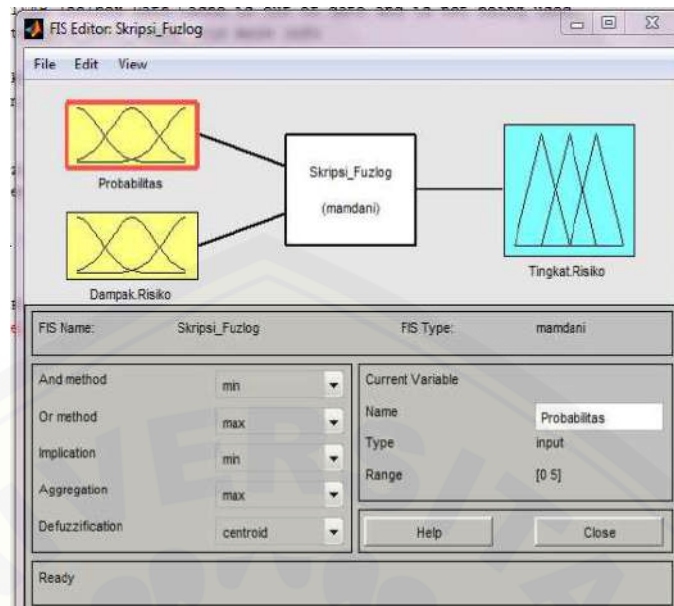 FIS Editor: Skripsi_Fuzlog
File Edit View
Probabilitas
Dampak.Risiko
Skripsi_Fuzlog
(mamdani)
Tingkat.Risiko
FIS Name: Skripsi_Fuzlog FIS Type: mamdani
And method min
Or method max
Implication min
Aggregation max
Defuzzification centroid
Current Variable
Name Probabilitas
Type input
Range [0 5]
Help Close
Ready